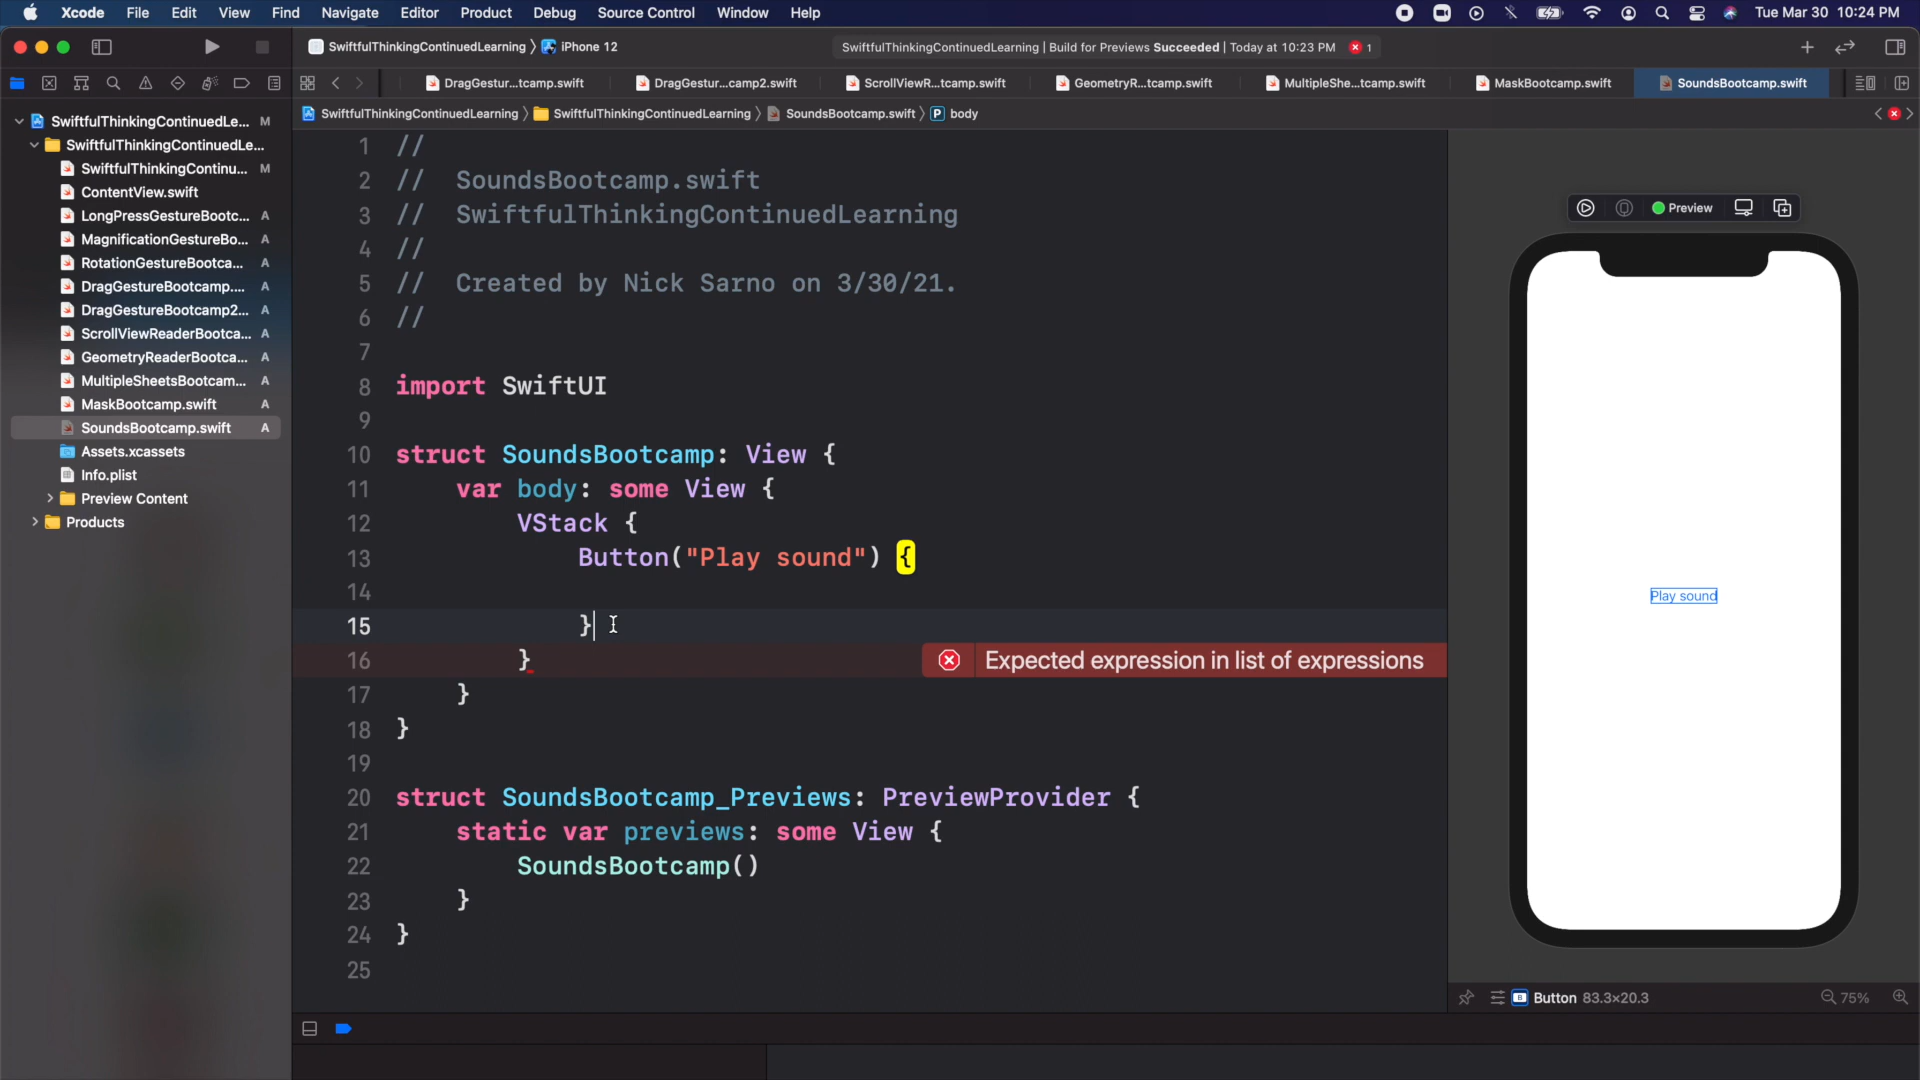 Xcode File Edit View Find Navigate Editor Product Debug Source Control Window Help Tue Mar 30 10:24 PM
SwiftfulThinkingContinuedLearning 〉 iPhone 12 SwiftfulThinkingContinuedLearning | Build for Previews Succeeded | Today at 10:23 PM 1
DragGestur...tcamp.swift DragGestur...camp2.swift ScrollViewR...tcamp.swift GeometryR...tcamp.swift MultipleShe...tcamp.swift MaskBootcamp.swift SoundsBootcamp.swift
SwiftfulThinkingContinuedLearning 〉 SwiftfulThinkingContinuedLearning 〉 SoundsBootcamp.swift 〉 P body
SwiftfulThinkingContinuedLe... M
SwiftfulThinkingContinuedLe...
SwiftfulThinkingContinu... M
ContentView.swift
LongPressGestureBootc... A
MagnificationGestureBo... A
RotationGestureBootca... A
DragGestureBootcamp.... A
DragGestureBootcamp2... A
ScrollViewReaderBootca... A
GeometryReaderBootca... A
MultipleSheetsBootcam... A
MaskBootcamp.swift A
SoundsBootcamp.swift A
Assets.xcassets
Info.plist
Preview Content
Products
1 //
2 // SoundsBootcamp.swift
3 // SwiftfulThinkingContinuedLearning
4 //
5 // Created by Nick Sarno on 3/30/21.
6 //
7
8 import SwiftUI
9
10 struct SoundsBootcamp: View {
11 var body: some View {
12 VStack {
13 Button("Play sound") {
14
15 }
16 } Expected expression in list of expressions
17 }
18 }
19
20 struct SoundsBootcamp_Previews: PreviewProvider {
21 static var previews: some View {
22 SoundsBootcamp()
23 }
24 }
25
Preview
Play sound
B Button 83.3×20.3 75%